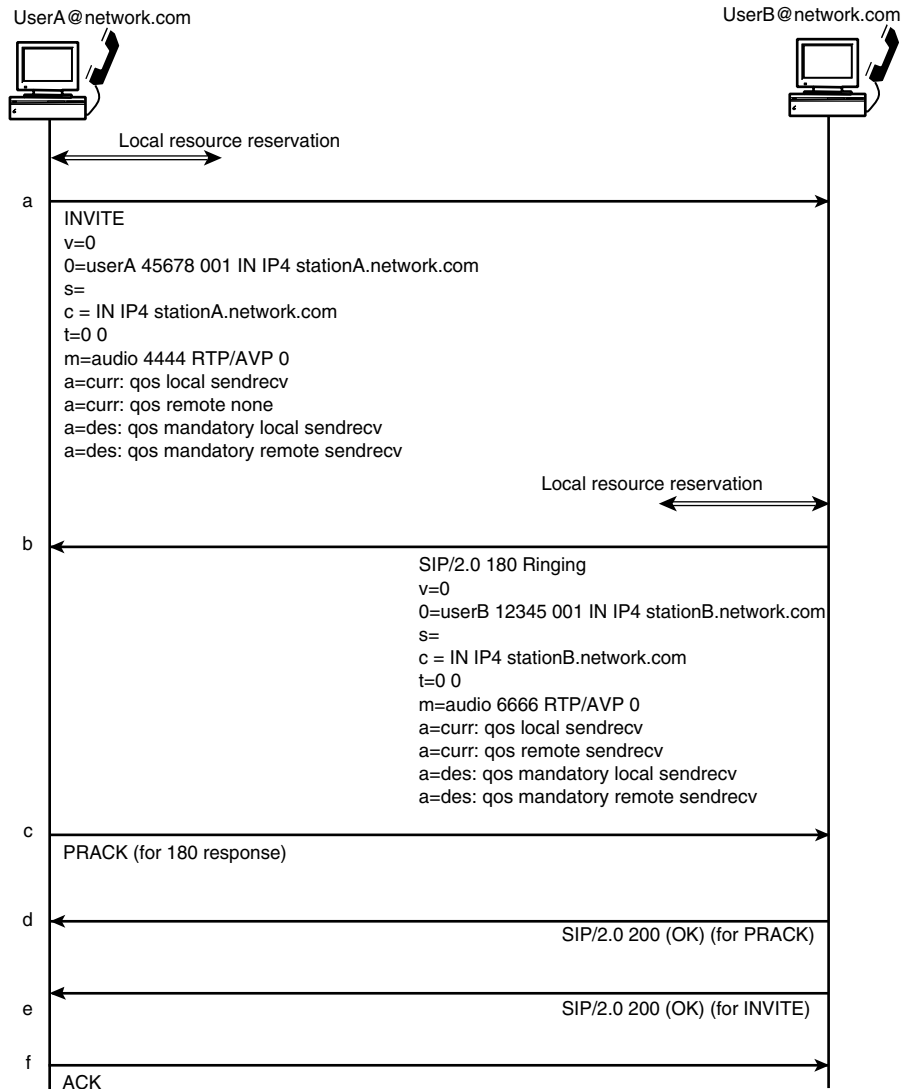 UserA@network.com
UserB@network.com
Local resource reservation
a
INVITE
v=0
0=userA 45678 001 IN IP4 stationA.network.com
s=
c = IN IP4 stationA.network.com
t=0 0
m=audio 4444 RTP/AVP 0
a=curr: qos local sendrecv
a=curr: qos remote none
a=des: qos mandatory local sendrecv
a=des: qos mandatory remote sendrecv
Local resource reservation
b
SIP/2.0 180 Ringing
v=0
0=userB 12345 001 IN IP4 stationB.network.com
s=
c = IN IP4 stationB.network.com
t=0 0
m=audio 6666 RTP/AVP 0
a=curr: qos local sendrecv
a=curr: qos remote sendrecv
a=des: qos mandatory local sendrecv
a=des: qos mandatory remote sendrecv
c
PRACK (for 180 response)
d
SIP/2.0 200 (OK) (for PRACK)
e
SIP/2.0 200 (OK) (for INVITE)
f
ACK